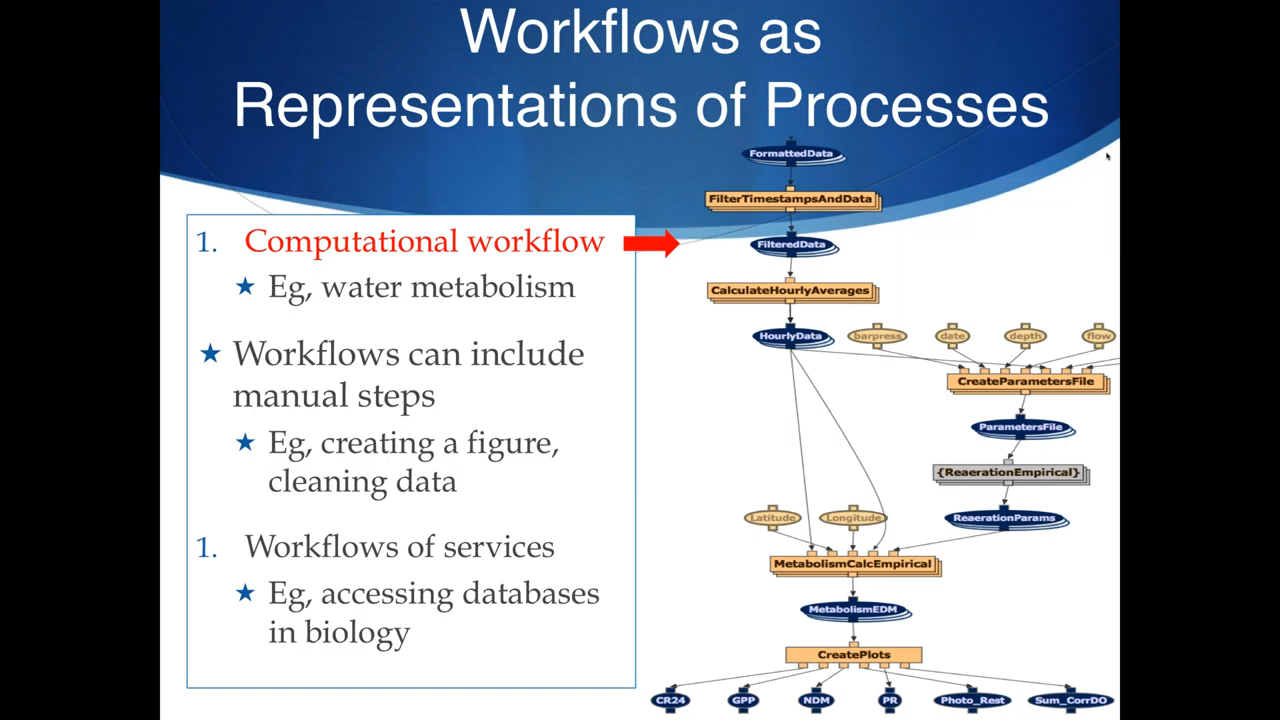 Workflows as
Representations of Processes
1. Computational workflow
★ Eg, water metabolism
★ Workflows can include
manual steps
★ Eg, creating a figure,
cleaning data
1. Workflows of services
★ Eg, accessing databases
in biology
FormattedData
FilterTimestampsAndData
FilteredData
CalculateHourlyAverages
HourlyData
barpress
date
depth
flow
CreateParametersFile
ParametersFile
{ReaerationEmpirical}
ReaerationParams
Latitude
Longitude
MetabolismCalcEmpirical
MetabolismEDM
CreatePlots
CR24
GPP
NDM
PR
Photo_Rest
Sum_CorrDO